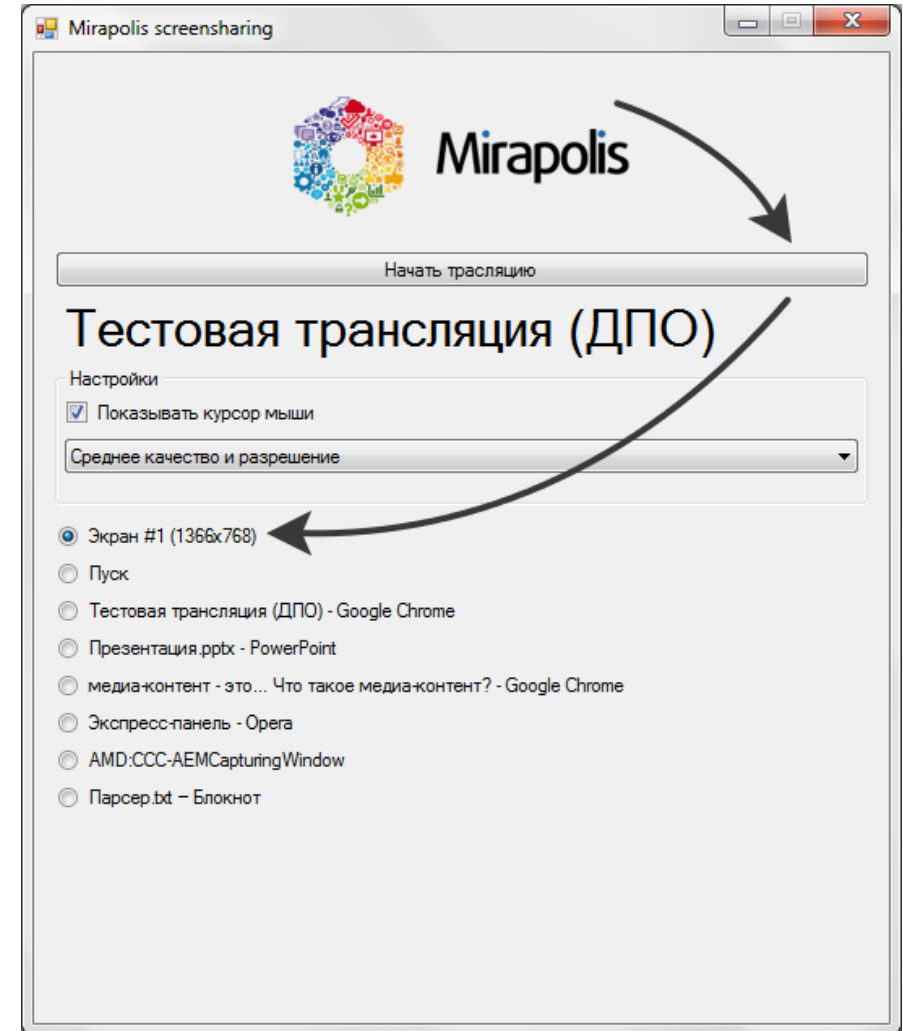 Mirapolis screensharing
Mirapolis
Начать трасляцию
Тестовая трансляция (ДПО)
Настройки
Показывать курсор мыши
Среднее качество и разрешение
Экран #1 (1366x768)
Пуск
Тестовая трансляция (ДПО) - Google Chrome
Презентация.pptx - PowerPoint
медиа-контент - это... Что такое медиа-контент? - Google Chrome
Экспресс-панель - Opera
AMD:CCC-AEMCapturingWindow
Парсер.txt – Блокнот